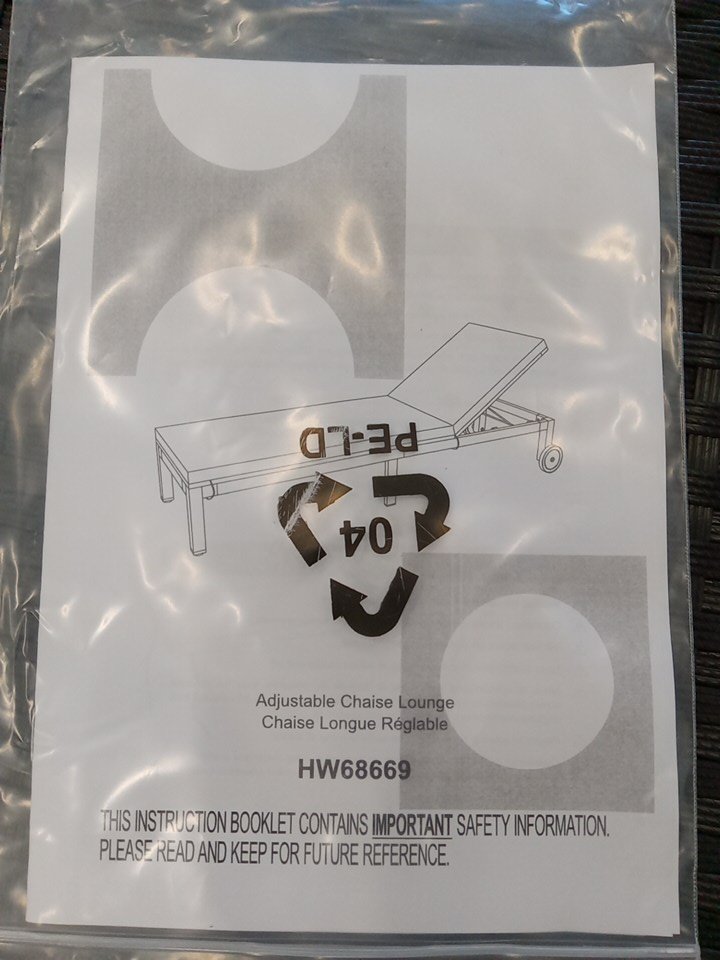 PE-LD
04
Adjustable Chaise Lounge
Chaise Longue Réglable
HW68669
THIS INSTRUCTION BOOKLET CONTAINS IMPORTANT SAFETY INFORMATION.
PLEASE READ AND KEEP FOR FUTURE REFERENCE.